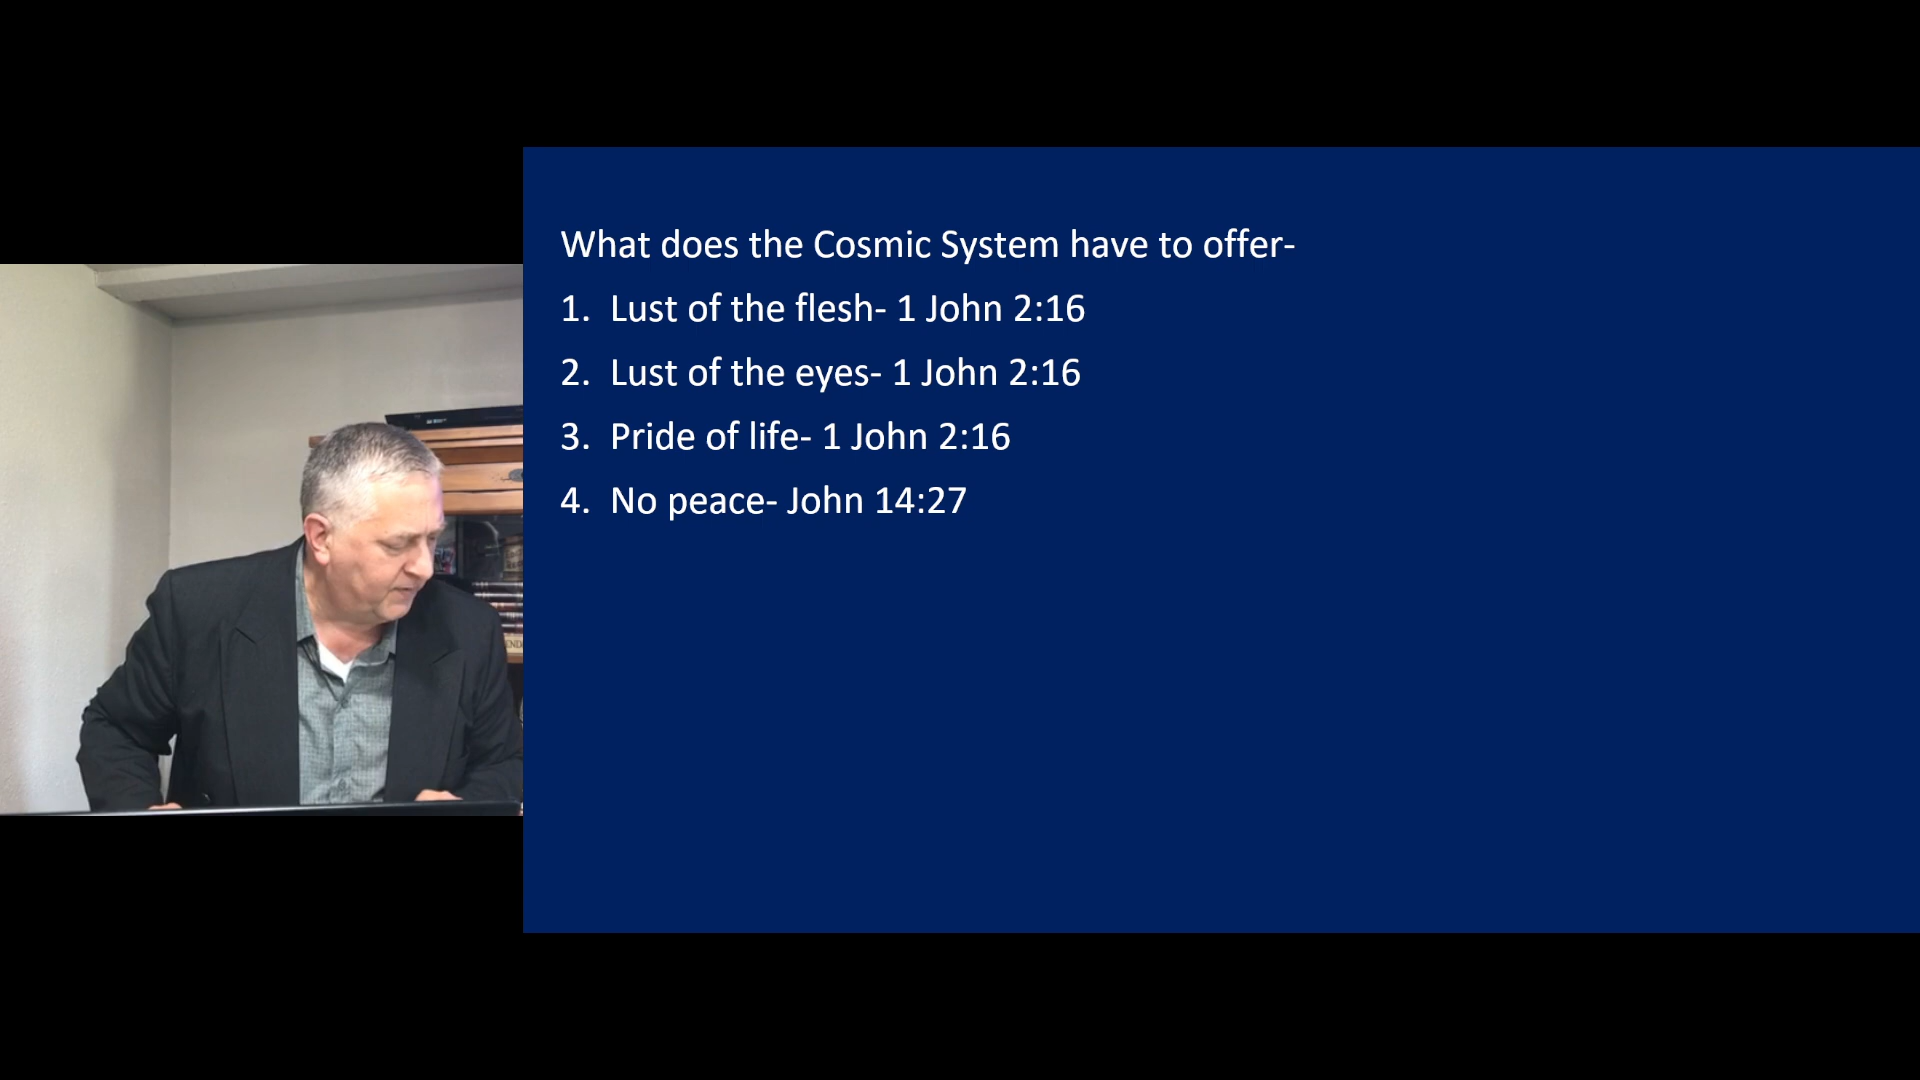 What does the Cosmic System have to offer-
1. Lust of the flesh- 1 John 2:16
2. Lust of the eyes- 1 John 2:16
3. Pride of life- 1 John 2:16
4. No peace- John 14:27